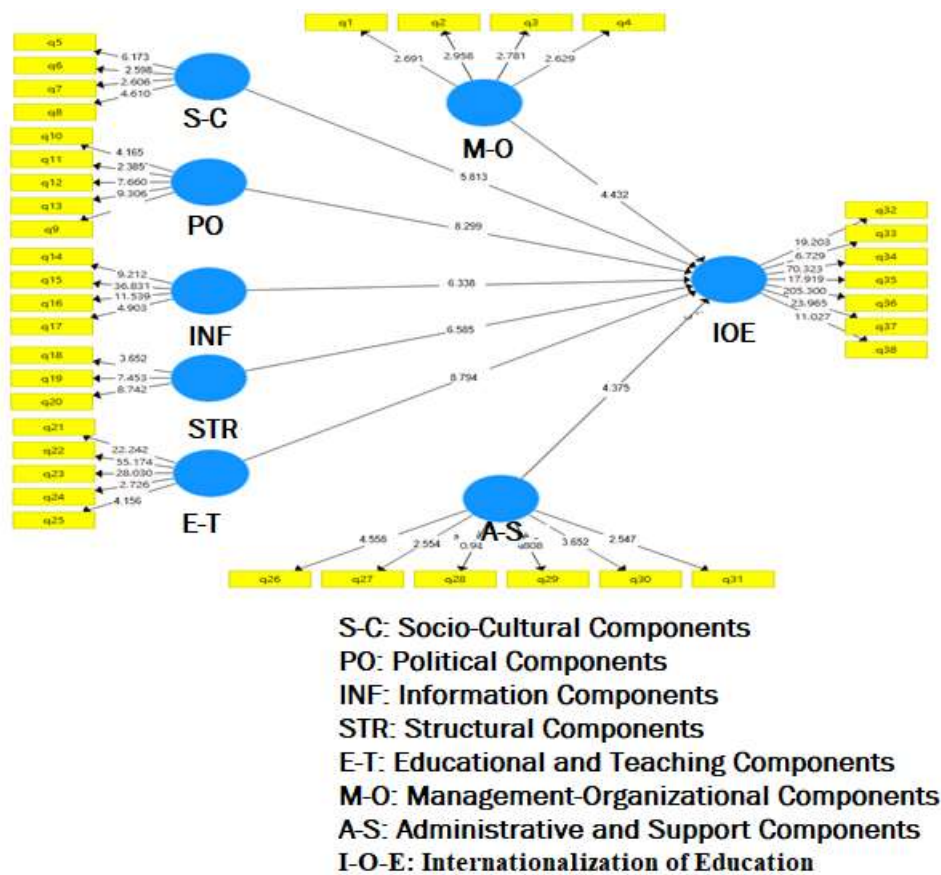 q1 q2 q3 q4
2.691 2.958 2.781 2.629
M-O
4.432
q5
q6
q7
q8
6.173
2.598
2.606
4.610
S-C
5.813
q10
q11
q12
q13
q9
4.165
2.385
7.660
9.306
PO
8.299
q14
q15
q16
q17
9.212
36.831
11.539
4.903
INF
6.338
q18
q19
q20
3.652
7.453
8.742
STR
6.585
q21
q22
q23
q24
q25
22.242
55.174
28.030
2.726
4.156
E-T
8.794
q32
q33
q34
q35
q36
q37
q38
19.203
6.729
70.323
17.919
205.300
23.965
11.027
IOE
4.375
A-S
4.558 2.554 3.652 2.547
q26 q27 q28 q29 q30 q31
S-C: Socio-Cultural Components
PO: Political Components
INF: Information Components
STR: Structural Components
E-T: Educational and Teaching Components
M-O: Management-Organizational Components
A-S: Administrative and Support Components
I-O-E: Internationalization of Education